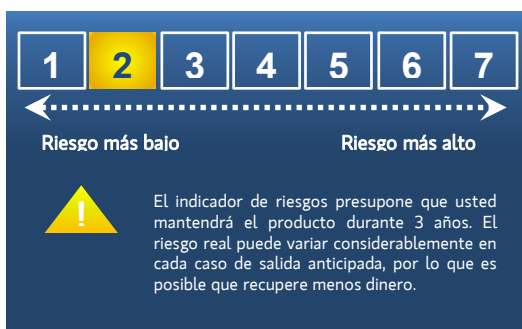 1 2 3 4 5 6 7
Riesgo más bajo Riesgo más alto
!
El indicador de riesgos presupone que usted
mantendrá el producto durante 3 años. El
riesgo real puede variar considerablemente en
cada caso de salida anticipada, por lo que es
posible que recupere menos dinero.